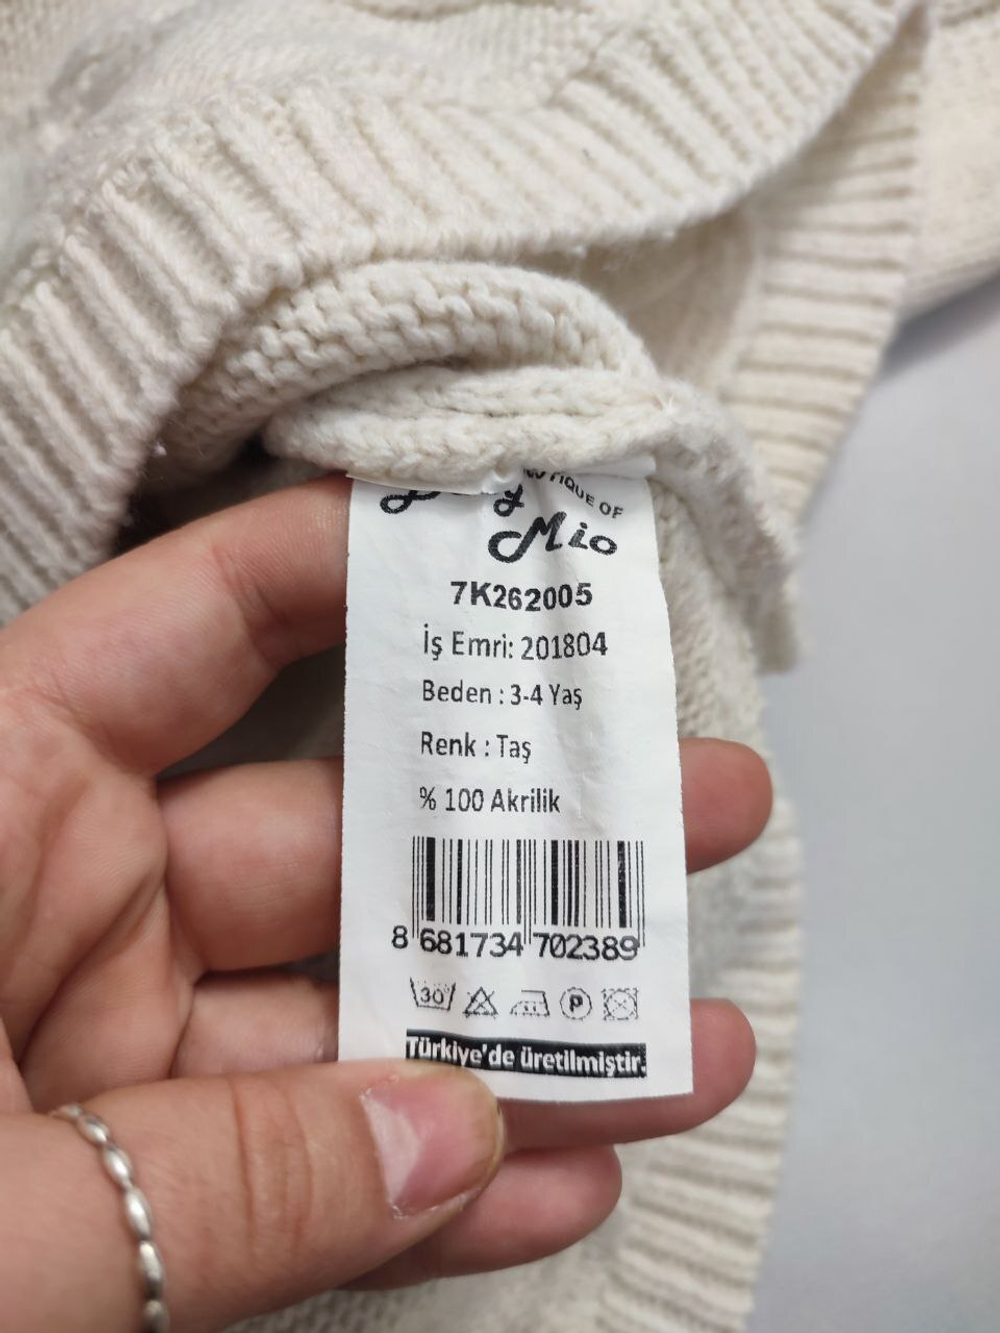 OF
Mio
7K262005
İş Emri: 201804
Beden : 3-4 Yaş
Renk : Taş
% 100 Akrilik
8 681734 702389
30°
P
Türkiye'de üretilmiştir.